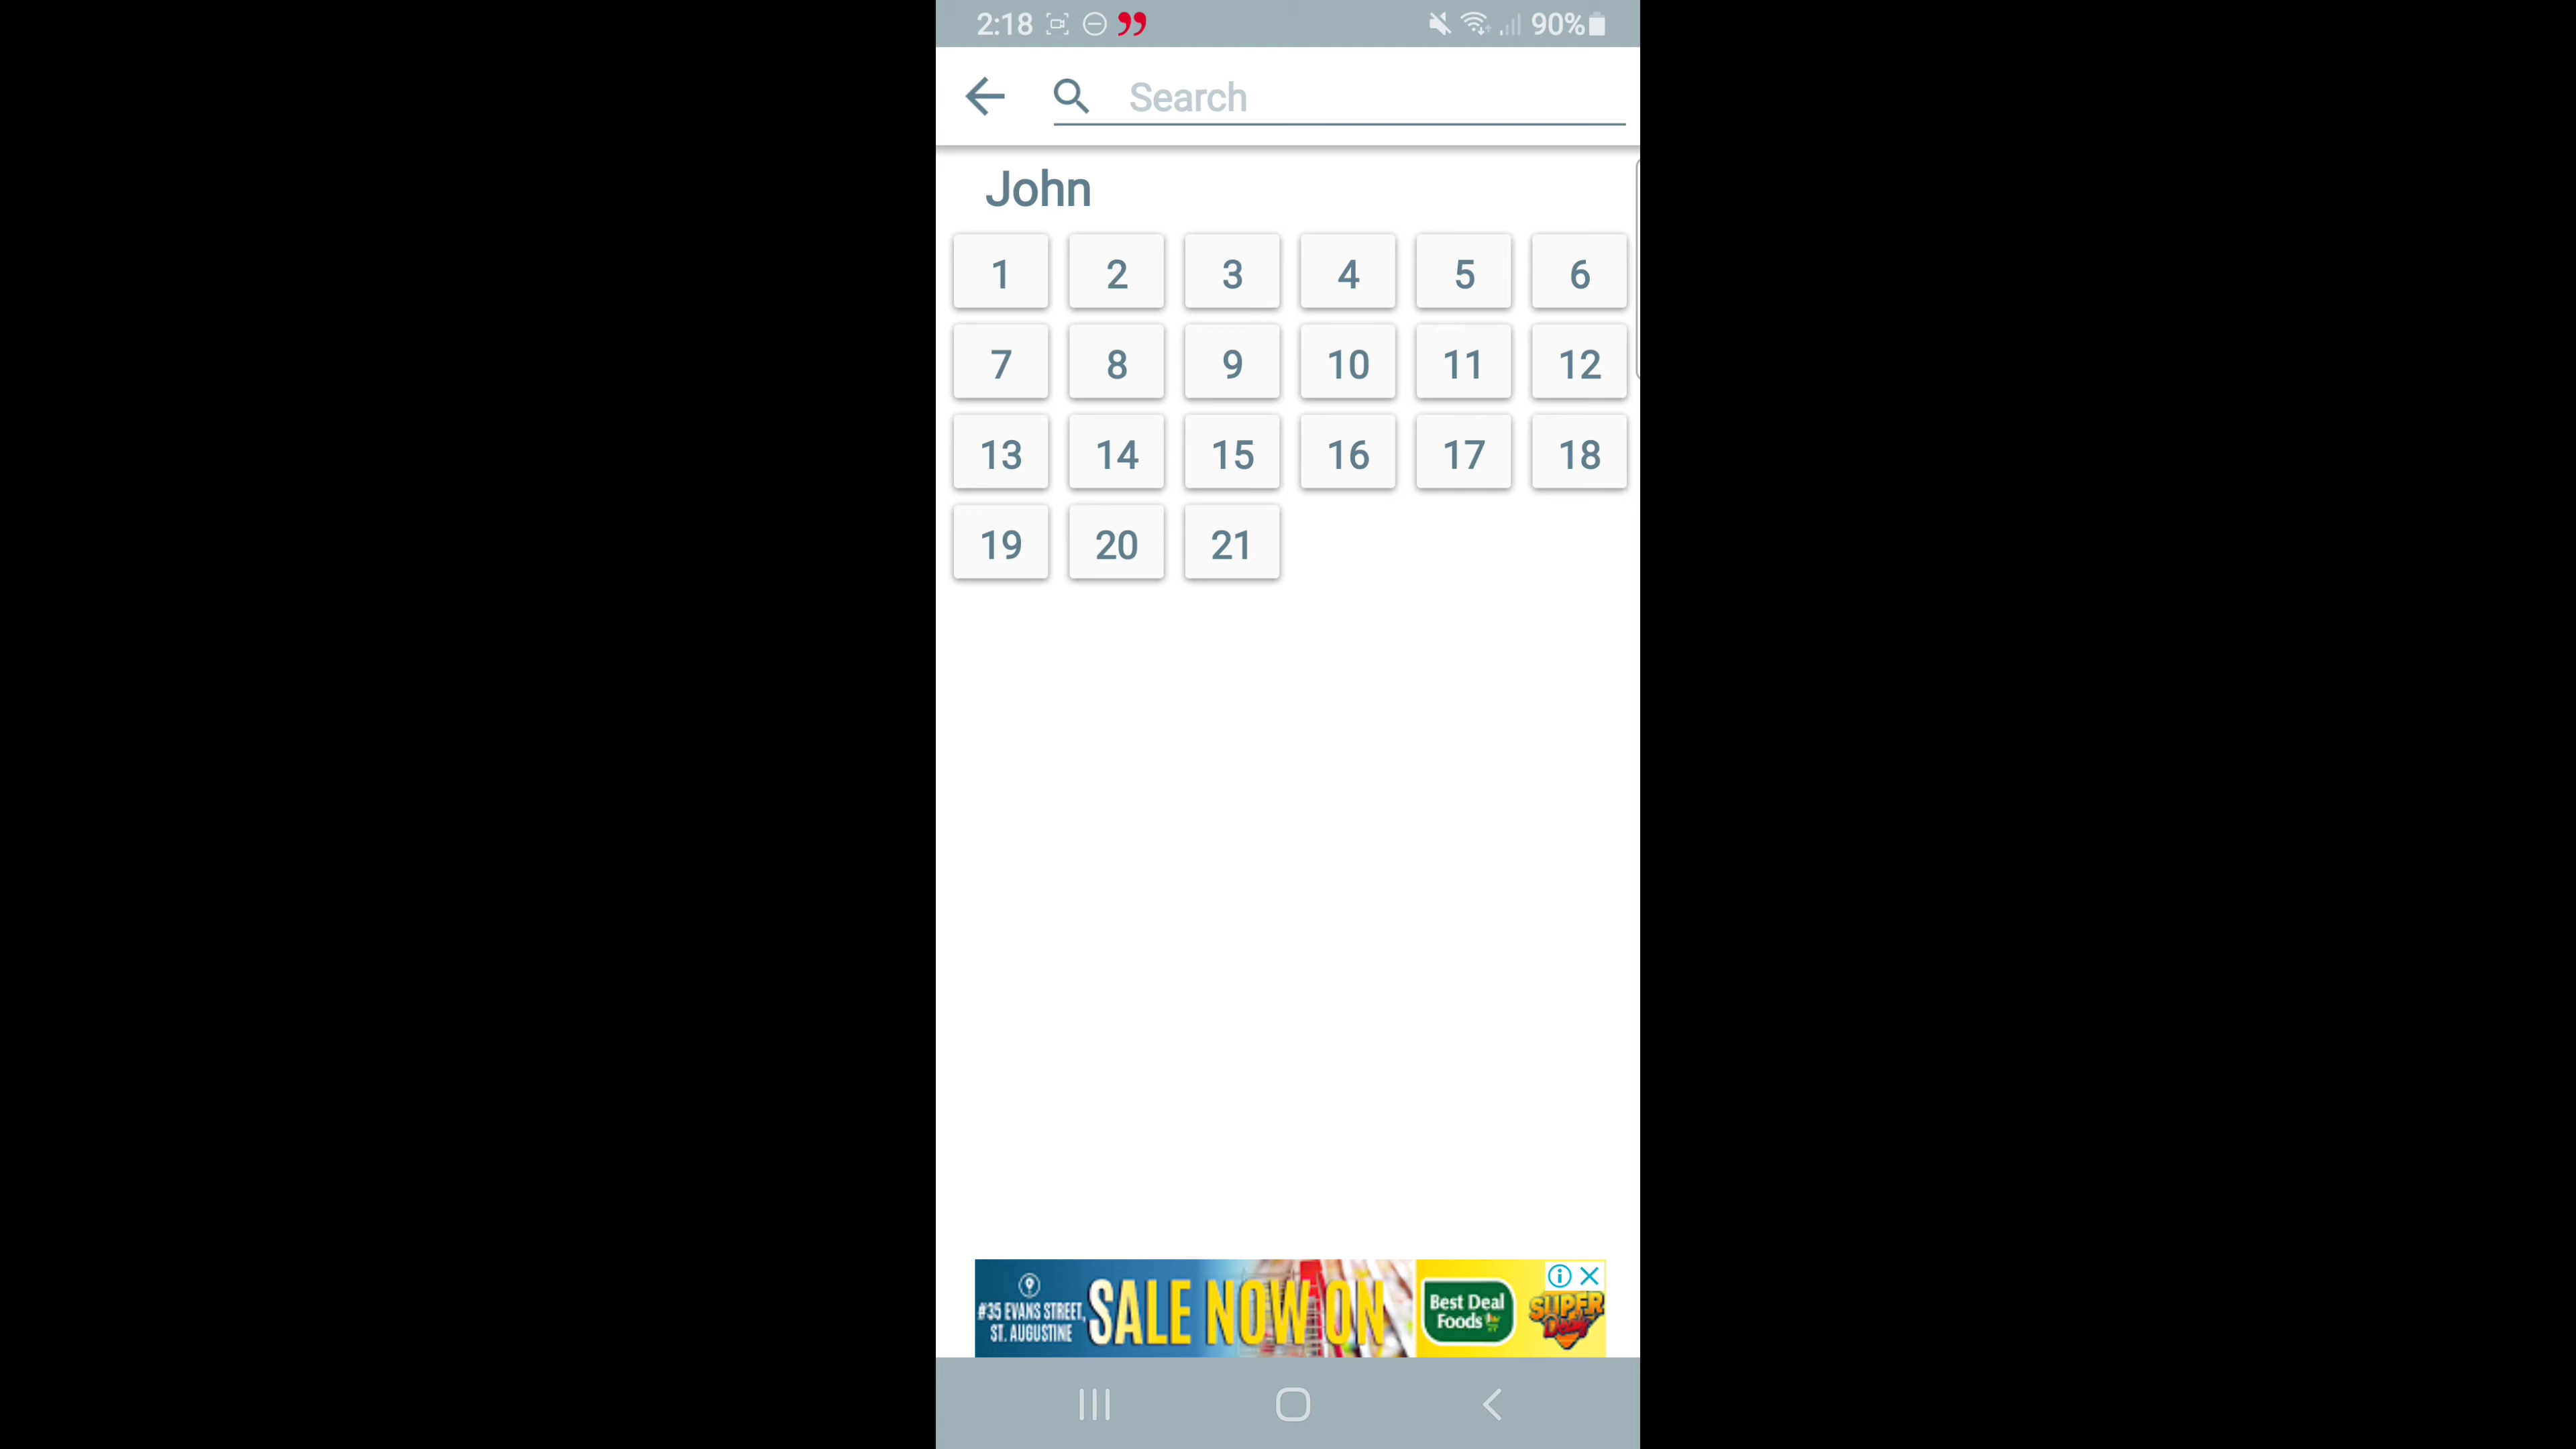 2:18 90%
Search
John
1 2 3 4 5 6
7 8 9 10 11 12
13 14 15 16 17 18
19 20 21
#35 EVANS STREET,
ST. AUGUSTINE
SALE NOW ON
Best Deal
Foods
SUPER
Deals